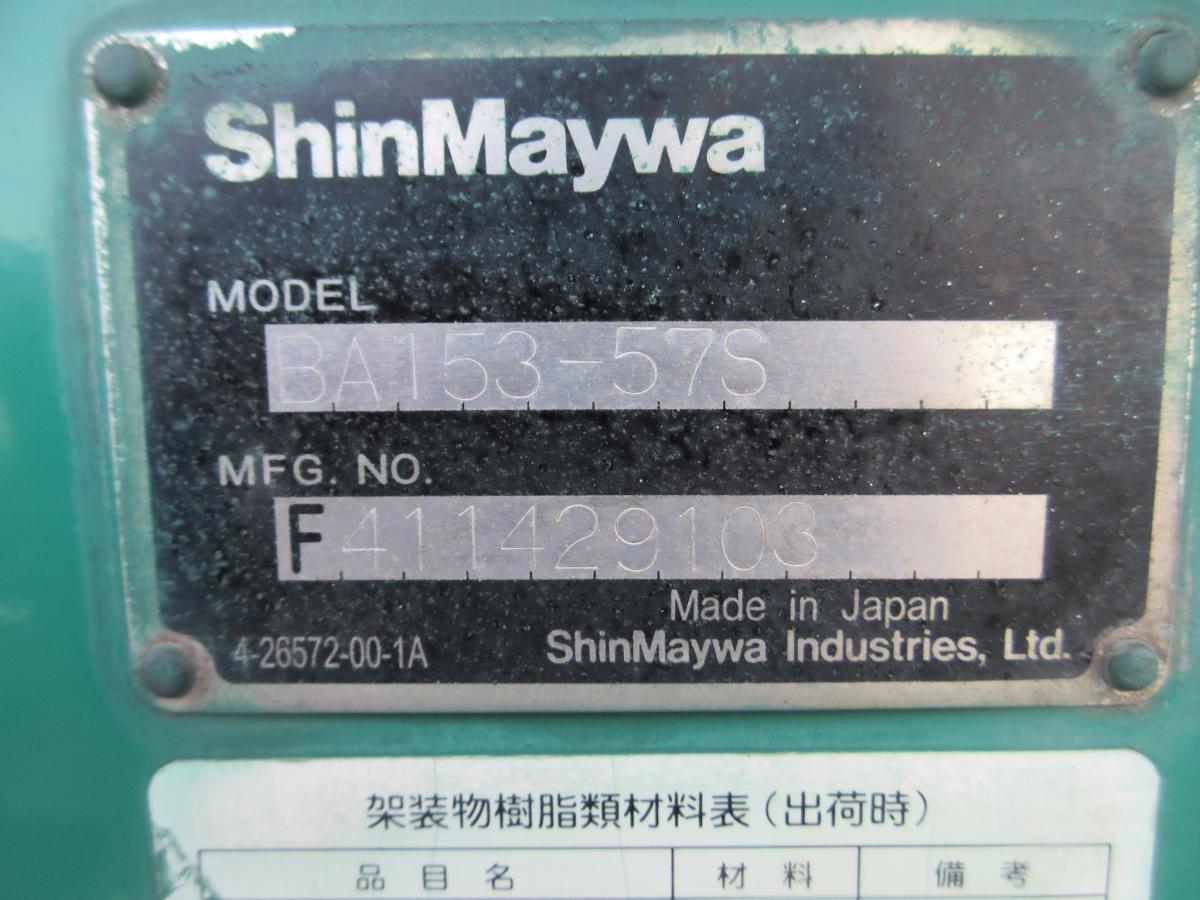 ShinMaywa
MODEL
BA153-57S
MFG. NO.
F411429103
Made in Japan
4-26572-00-1A ShinMaywa Industries, Ltd.
架装物樹脂類材料表(出荷時)
品目名 材料 備考